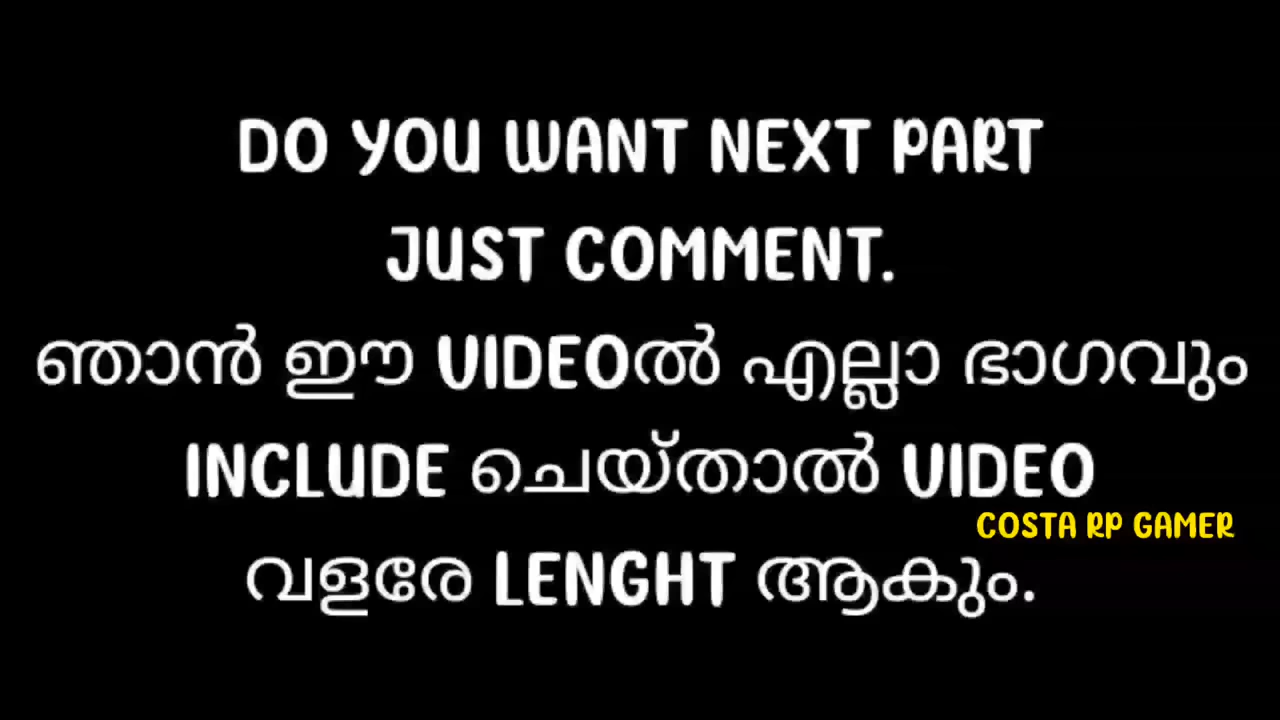 DO YOU WANT NEXT PART
JUST COMMENT.
ഞാൻ ഈ VIDEOൽ എല്ലാ ഭാഗവും
INCLUDE ചെയ്താൽ VIDEO
COSTA RP GAMER
വളരേ LENGHT ആകും.